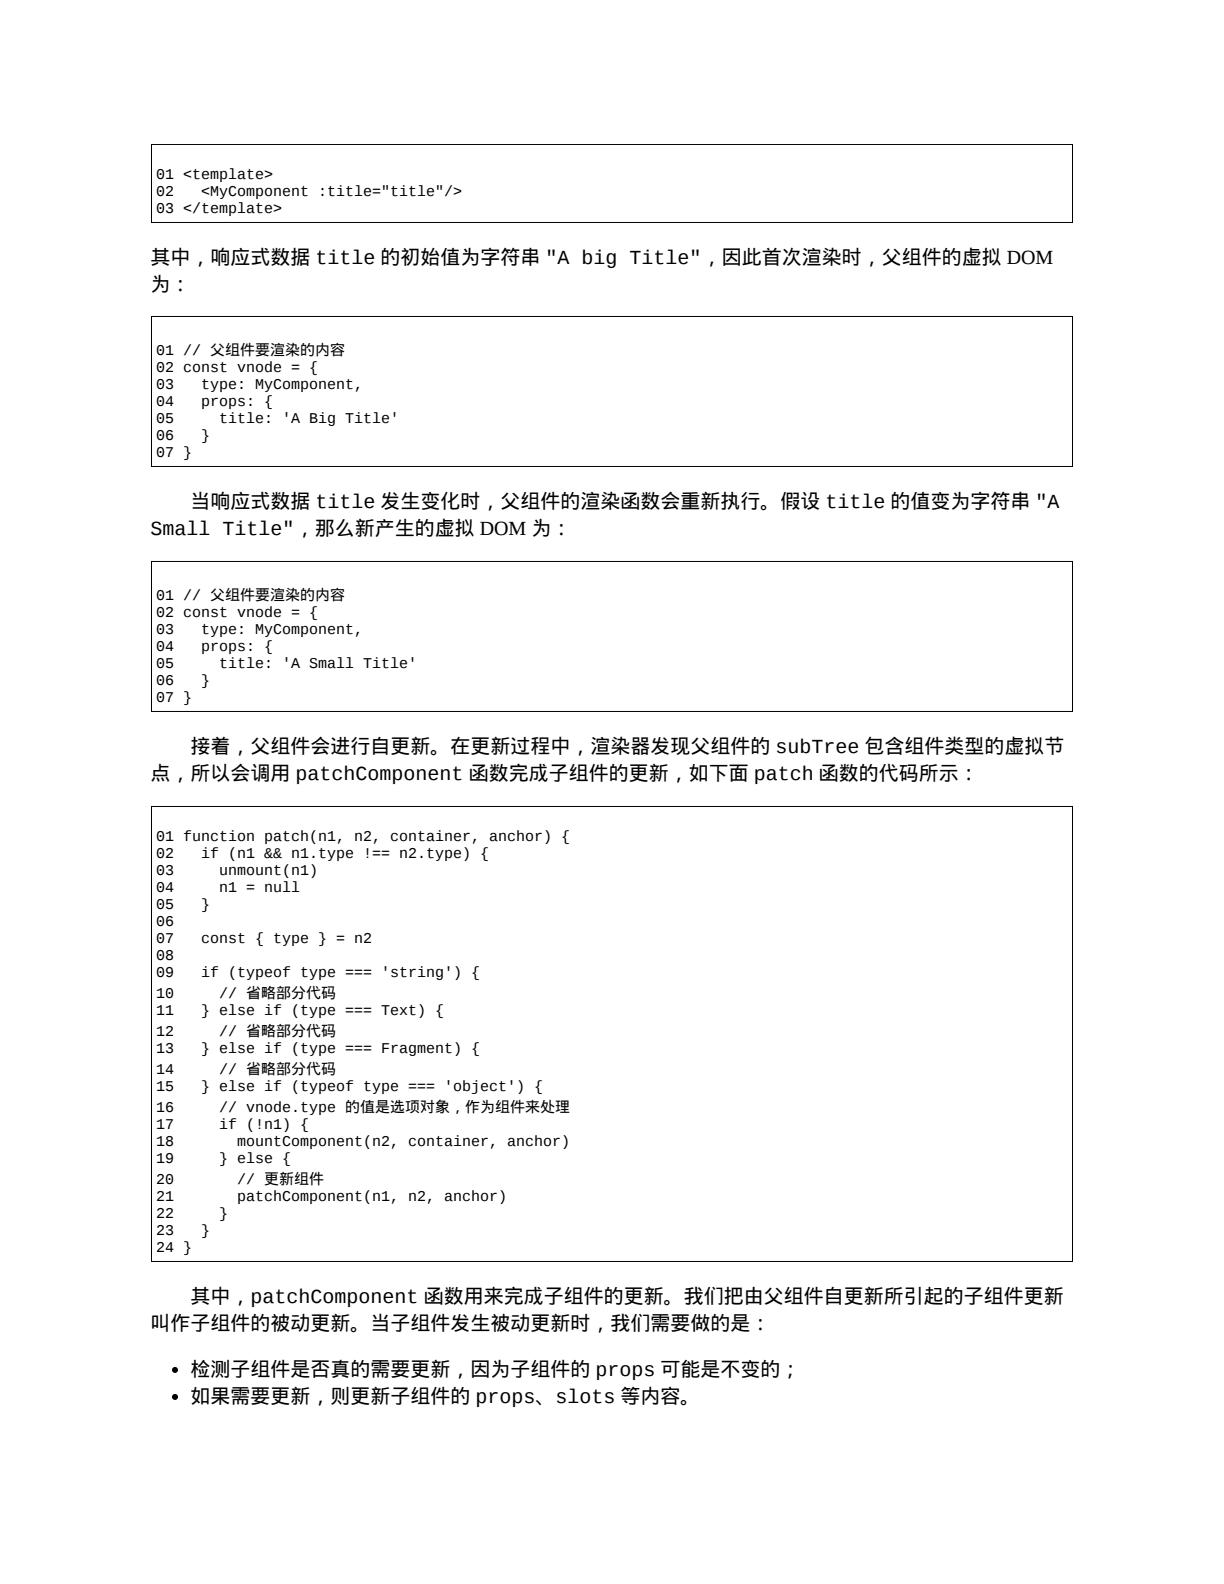 01 <template>
02   <MyComponent :title="title"/>
03 </template>
其中，响应式数据 title 的初始值为字符串 "A big Title"，因此首次渲染时，父组件的虚拟 DOM
为：
01 // 父组件要渲染的内容
02 const vnode = {
03   type: MyComponent,
04   props: {
05     title: 'A Big Title'
06   }
07 }
当响应式数据 title 发生变化时，父组件的渲染函数会重新执行。假设 title 的值变为字符串 "A
Small Title"，那么新产生的虚拟 DOM 为：
01 // 父组件要渲染的内容
02 const vnode = {
03   type: MyComponent,
04   props: {
05     title: 'A Small Title'
06   }
07 }
接着，父组件会进行自更新。在更新过程中，渲染器发现父组件的 subTree 包含组件类型的虚拟节
点，所以会调用 patchComponent 函数完成子组件的更新，如下面 patch 函数的代码所示：
01 function patch(n1, n2, container, anchor) {
02   if (n1 && n1.type !== n2.type) {
03     unmount(n1)
04     n1 = null
05   }
06
07   const { type } = n2
08
09   if (typeof type === 'string') {
10     // 省略部分代码
11   } else if (type === Text) {
12     // 省略部分代码
13   } else if (type === Fragment) {
14     // 省略部分代码
15   } else if (typeof type === 'object') {
16     // vnode.type 的值是选项对象，作为组件来处理
17     if (!n1) {
18       mountComponent(n2, container, anchor)
19     } else {
20       // 更新组件
21       patchComponent(n1, n2, anchor)
22     }
23   }
24 }
其中，patchComponent 函数用来完成子组件的更新。我们把由父组件自更新所引起的子组件更新
叫作子组件的被动更新。当子组件发生被动更新时，我们需要做的是：
• 检测子组件是否真的需要更新，因为子组件的 props 可能是不变的；
• 如果需要更新，则更新子组件的 props、slots 等内容。